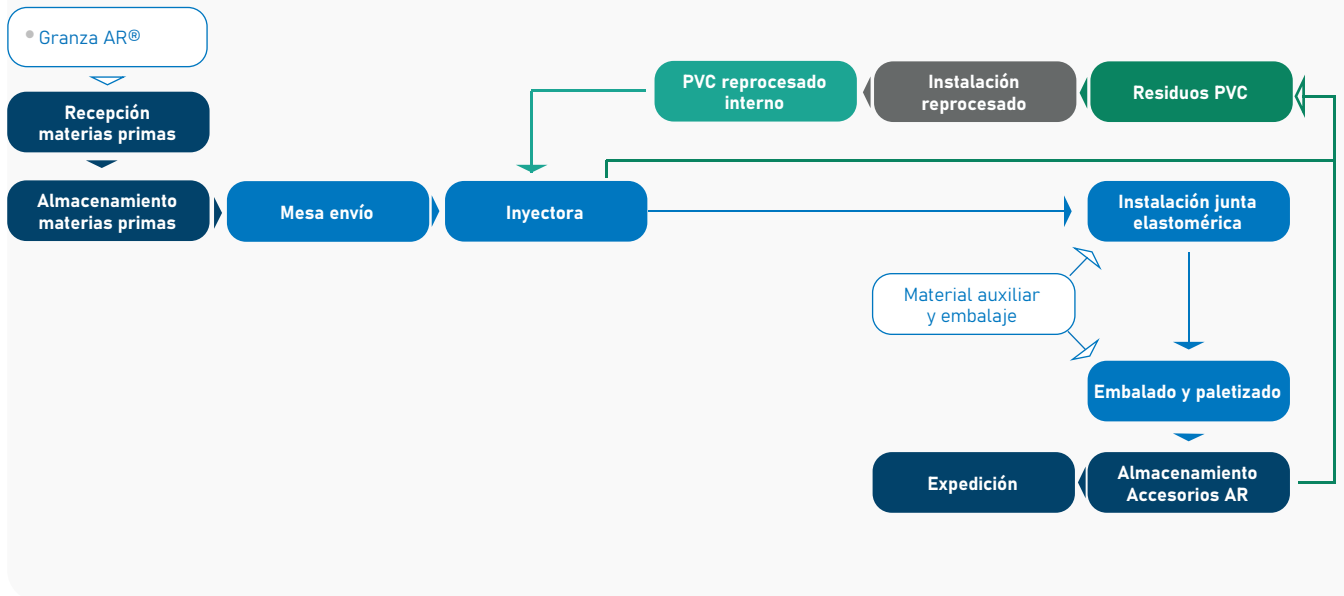 Granza AR®
PVC reprocesado
interno
Instalación
reprocesado
Residuos PVC
Recepción
materias primas
Almacenamiento
materias primas
Mesa envío
Inyectora
Instalación junta
elastomérica
Material auxiliar
y embalaje
Embalado y paletizado
Expedición
Almacenamiento
Accesorios AR